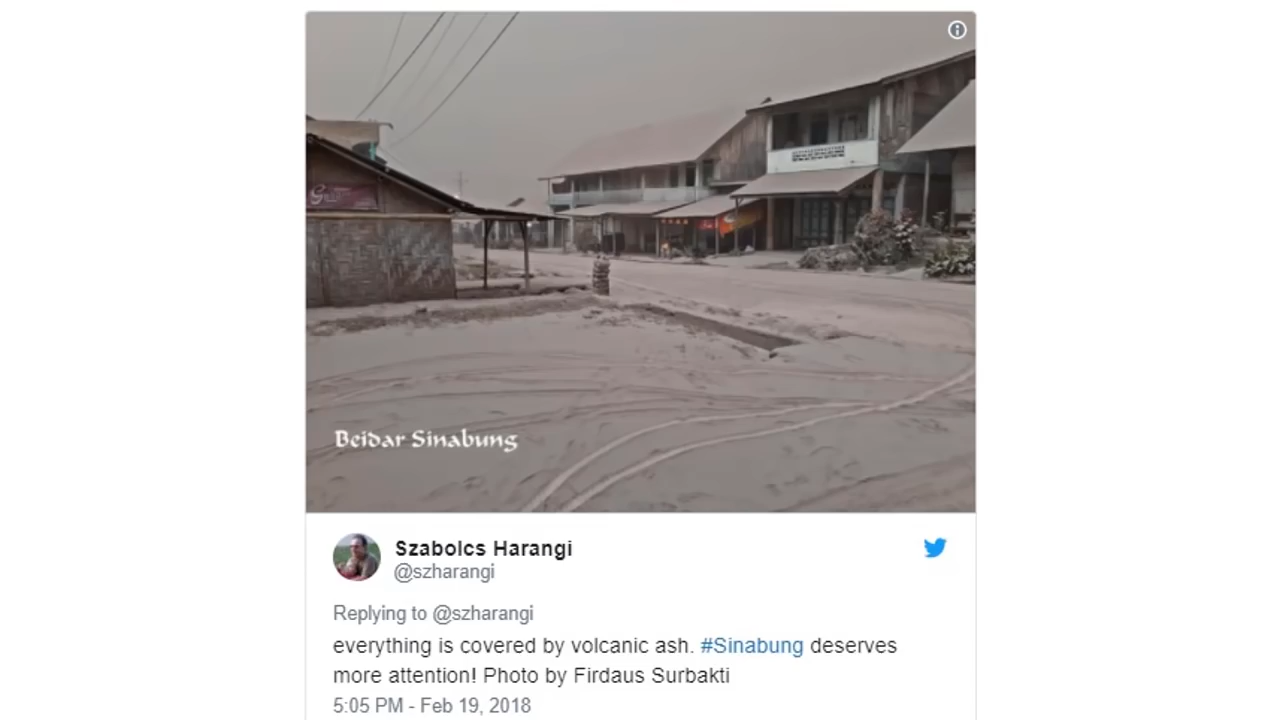 Beidar Sinabung
Szabolcs Harangi
@szharangi
Replying to @szharangi
everything is covered by volcanic ash. #Sinabung deserves
more attention! Photo by Firdaus Surbakti
5:05 PM - Feb 19, 2018